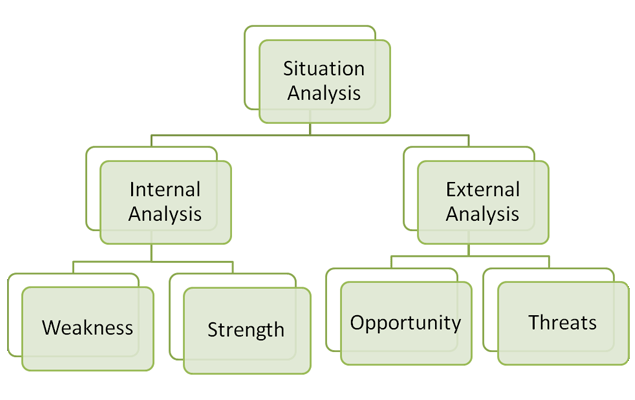 Situation
Analysis
Internal
Analysis
External
Analysis
Weakness
Strength
Opportunity
Threats